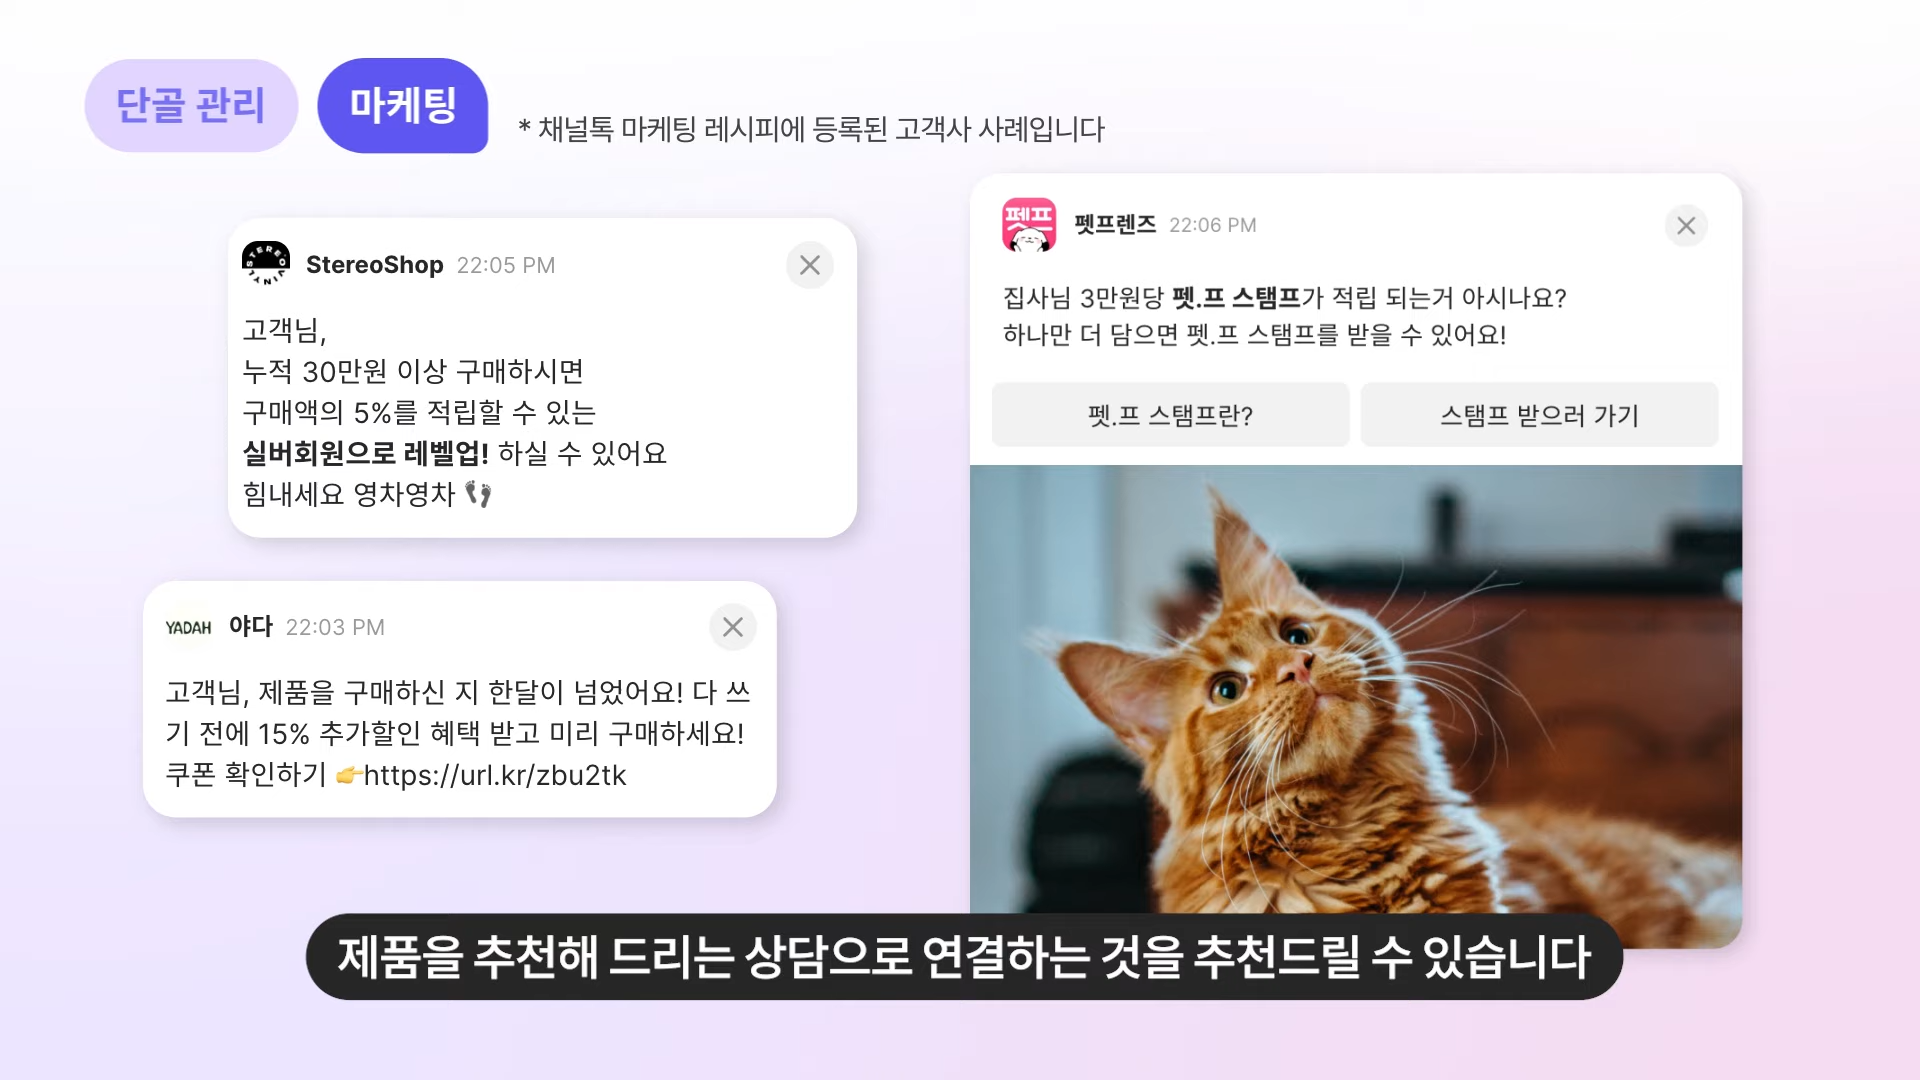 단골 관리
마케팅
* 채널톡 마케팅 레시피에 등록된 고객사 사례입니다
STEREO
VINYL
StereoShop 22:05 PM
고객님,
누적 30만원 이상 구매하시면
구매액의 5%를 적립할 수 있는
실버회원으로 레벨업! 하실 수 있어요
힘내세요 영차영차 👣
YADAH
야다 22:03 PM
고객님, 제품을 구매하신 지 한달이 넘었어요! 다 쓰
기 전에 15% 추가할인 혜택 받고 미리 구매하세요!
쿠폰 확인하기 👉https://url.kr/zbu2tk
펫프
펫프렌즈 22:06 PM
집사님 3만원당 펫.프 스탬프가 적립 되는거 아시나요?
하나만 더 담으면 펫.프 스탬프를 받을 수 있어요!
펫.프 스탬프란?
스탬프 받으러 가기
제품을 추천해 드리는 상담으로 연결하는 것을 추천드릴 수 있습니다